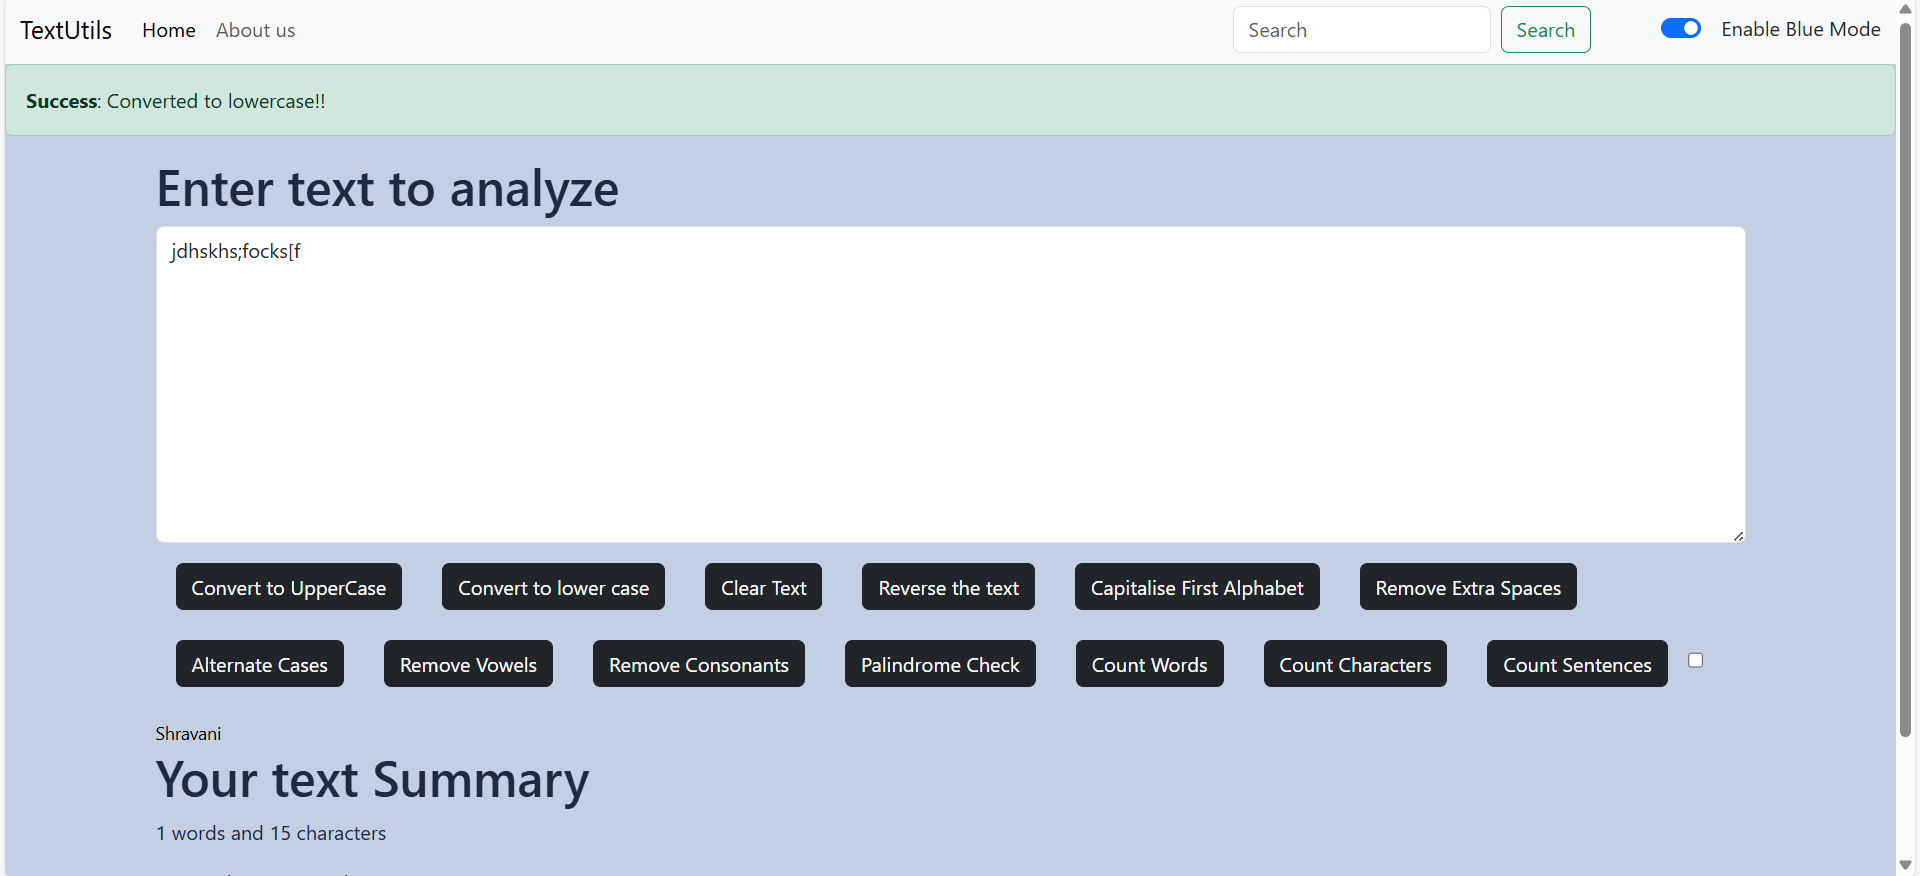 TextUtils Home About us Search Search Enable Blue Mode
Success: Converted to lowercase!!
Enter text to analyze
jdhskhs;focks[f
Convert to UpperCase Convert to lower case Clear Text Reverse the text Capitalise First Alphabet Remove Extra Spaces
Alternate Cases Remove Vowels Remove Consonants Palindrome Check Count Words Count Characters Count Sentences
Shravani
Your text Summary
1 words and 15 characters